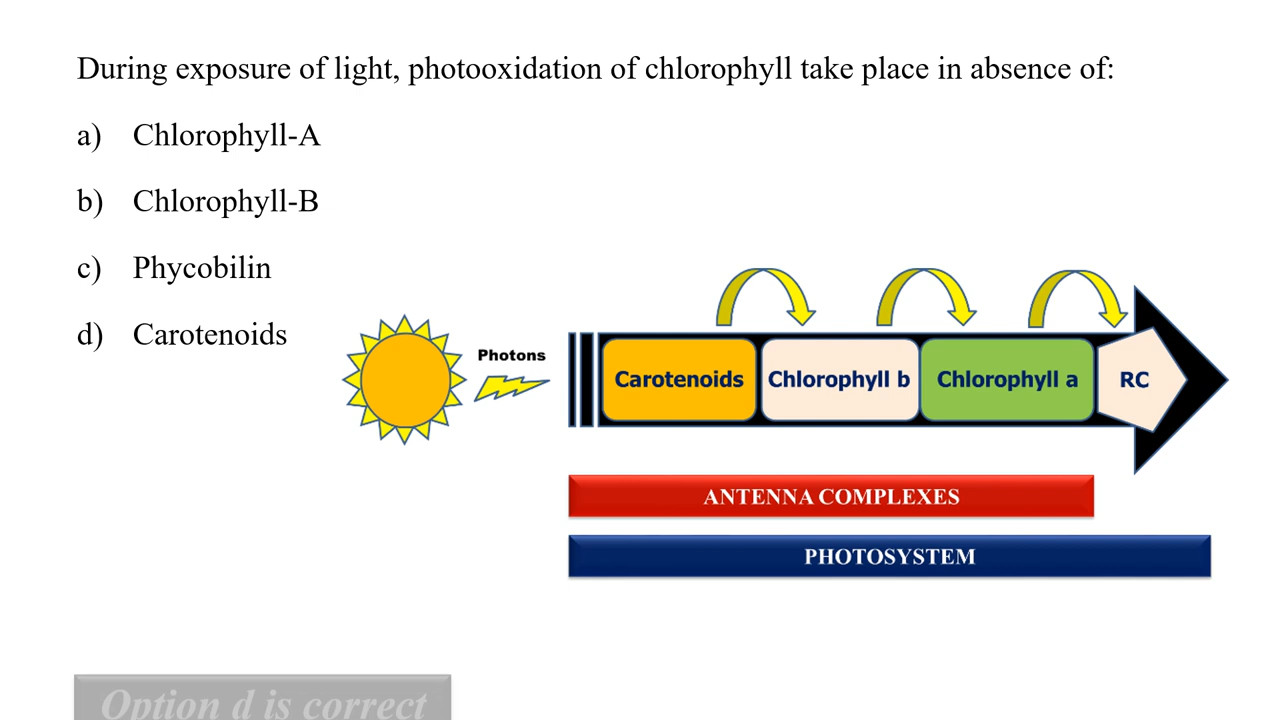 During exposure of light, photooxidation of chlorophyll take place in absence of:
a) Chlorophyll-A
b) Chlorophyll-B
c) Phycobilin
d) Carotenoids
Photons
Carotenoids Chlorophyll b Chlorophyll a RC
ANTENNA COMPLEXES
PHOTOSYSTEM
Option d is correct